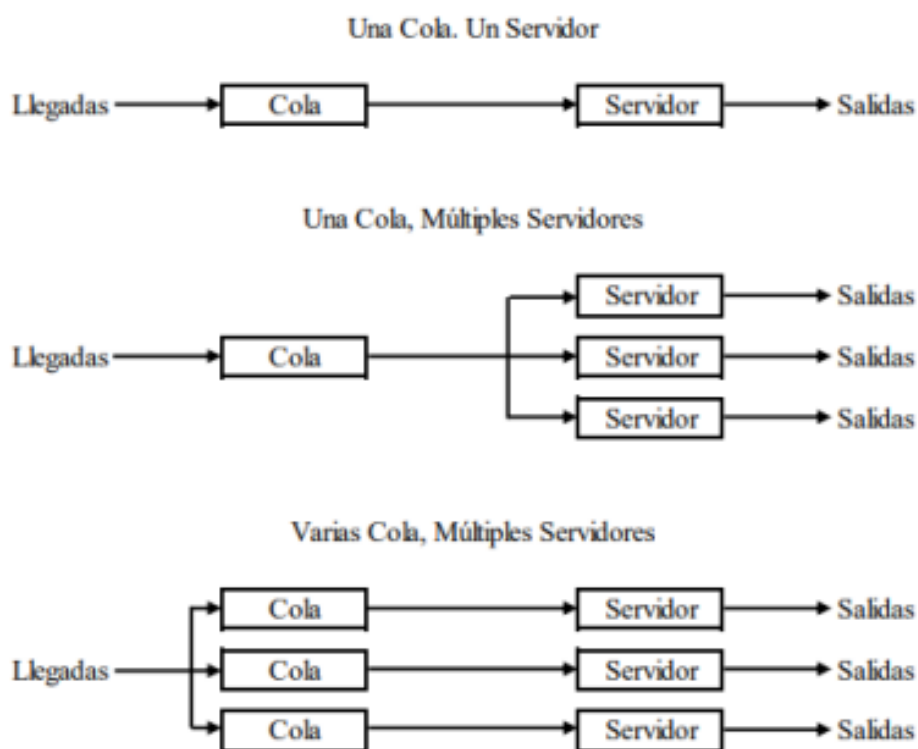 Una Cola. Un Servidor
Llegadas Cola Servidor Salidas
Una Cola, Múltiples Servidores
Servidor Salidas
Llegadas Cola Servidor Salidas
Servidor Salidas
Varias Cola, Múltiples Servidores
Cola Servidor Salidas
Llegadas Cola Servidor Salidas
Cola Servidor Salidas